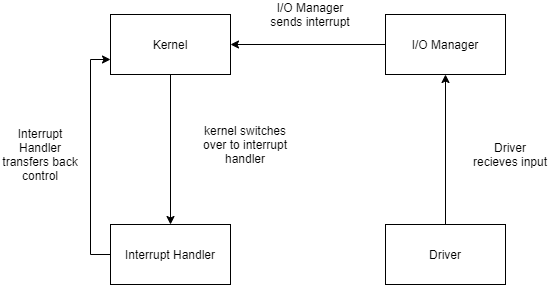 I/O Manager
sends interrupt
Kernel
I/O Manager
kernel switches
over to interrupt
handler
Interrupt
Handler
transfers back
control
Driver
recieves input
Interrupt Handler
Driver